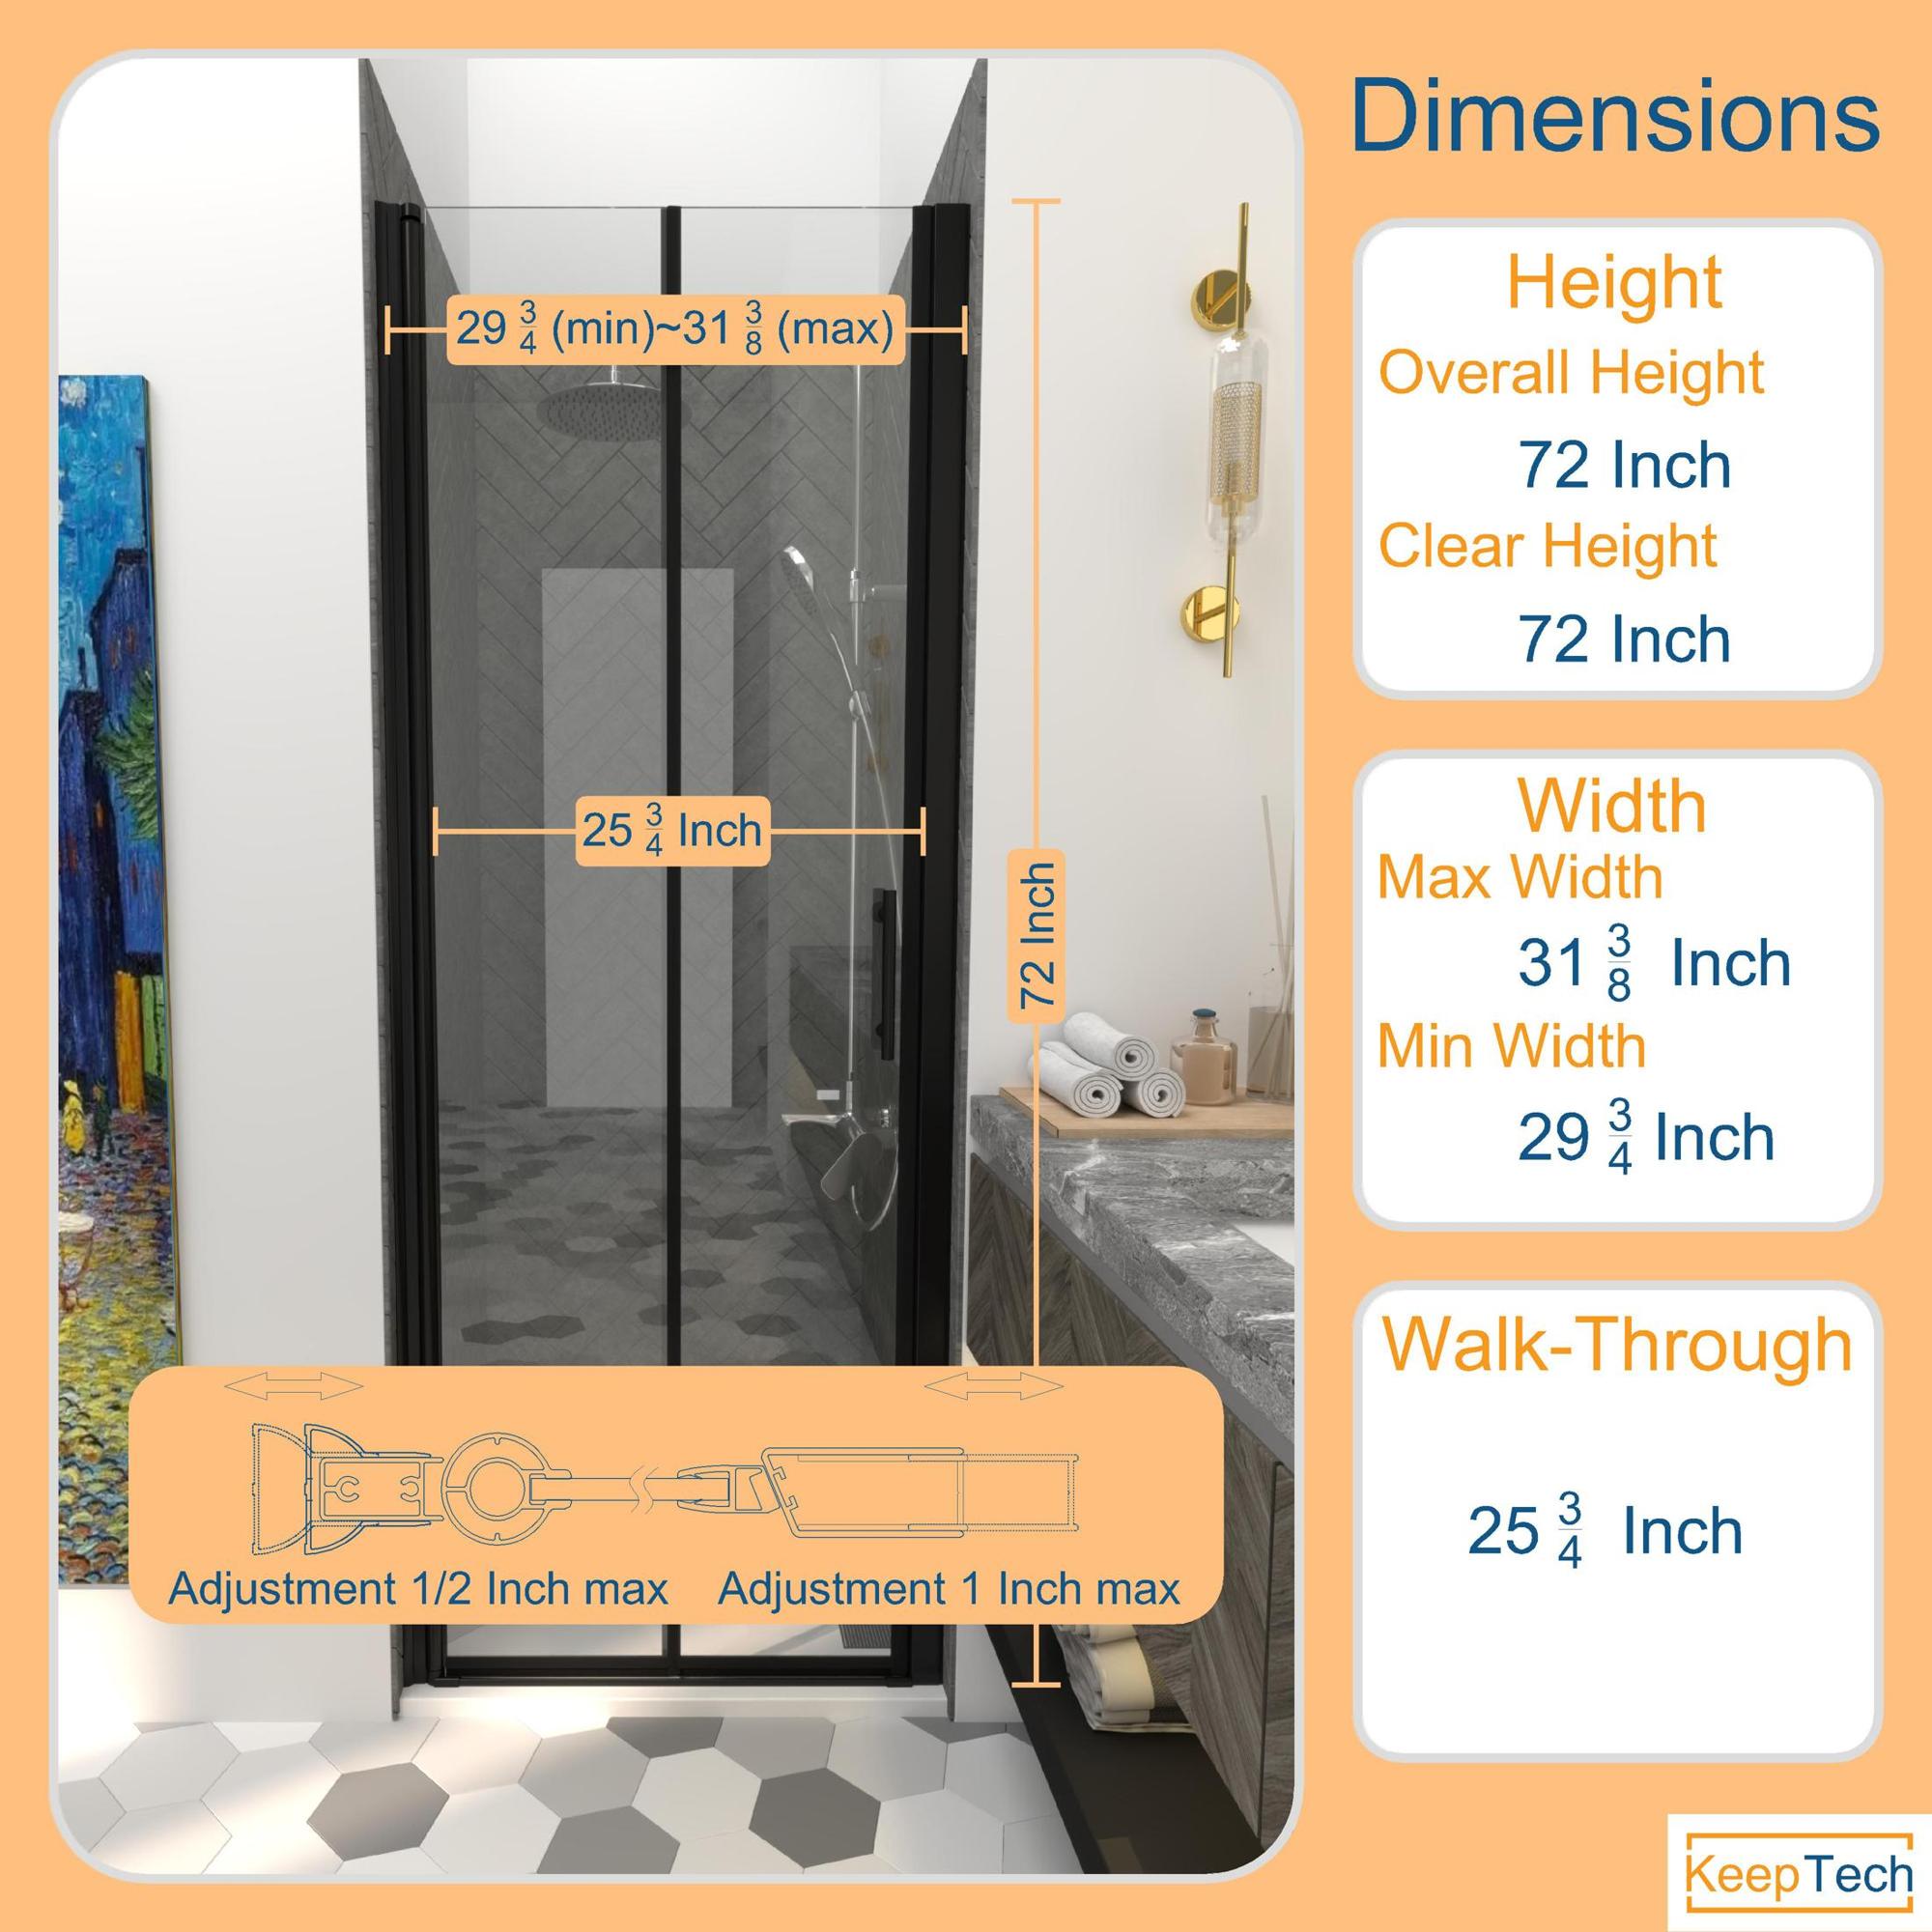 Dimensions
Height
Overall Height
72 Inch
Clear Height
72 Inch
Width
Max Width
31 3/8 Inch
Min Width
29 3/4 Inch
Walk-Through
25 3/4 Inch
29 3/4 (min)~31 3/8 (max)
25 3/4 Inch
72 Inch
Adjustment 1/2 Inch max
Adjustment 1 Inch max
KeepTech